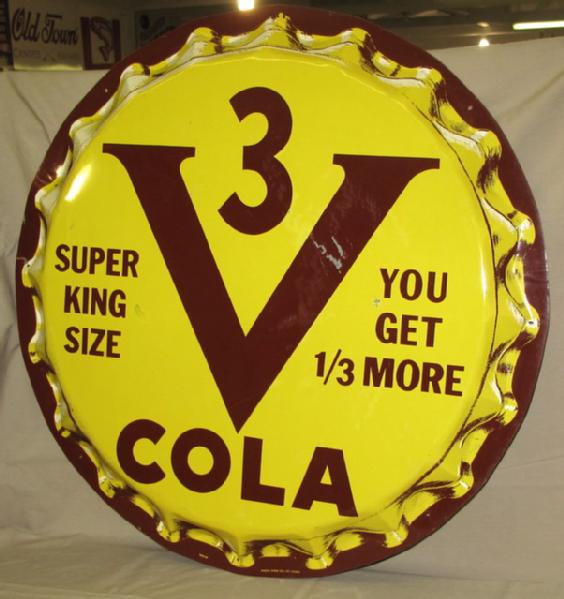 Old Town
3
V
SUPER
KING
SIZE
YOU
GET
1/3 MORE
COLA